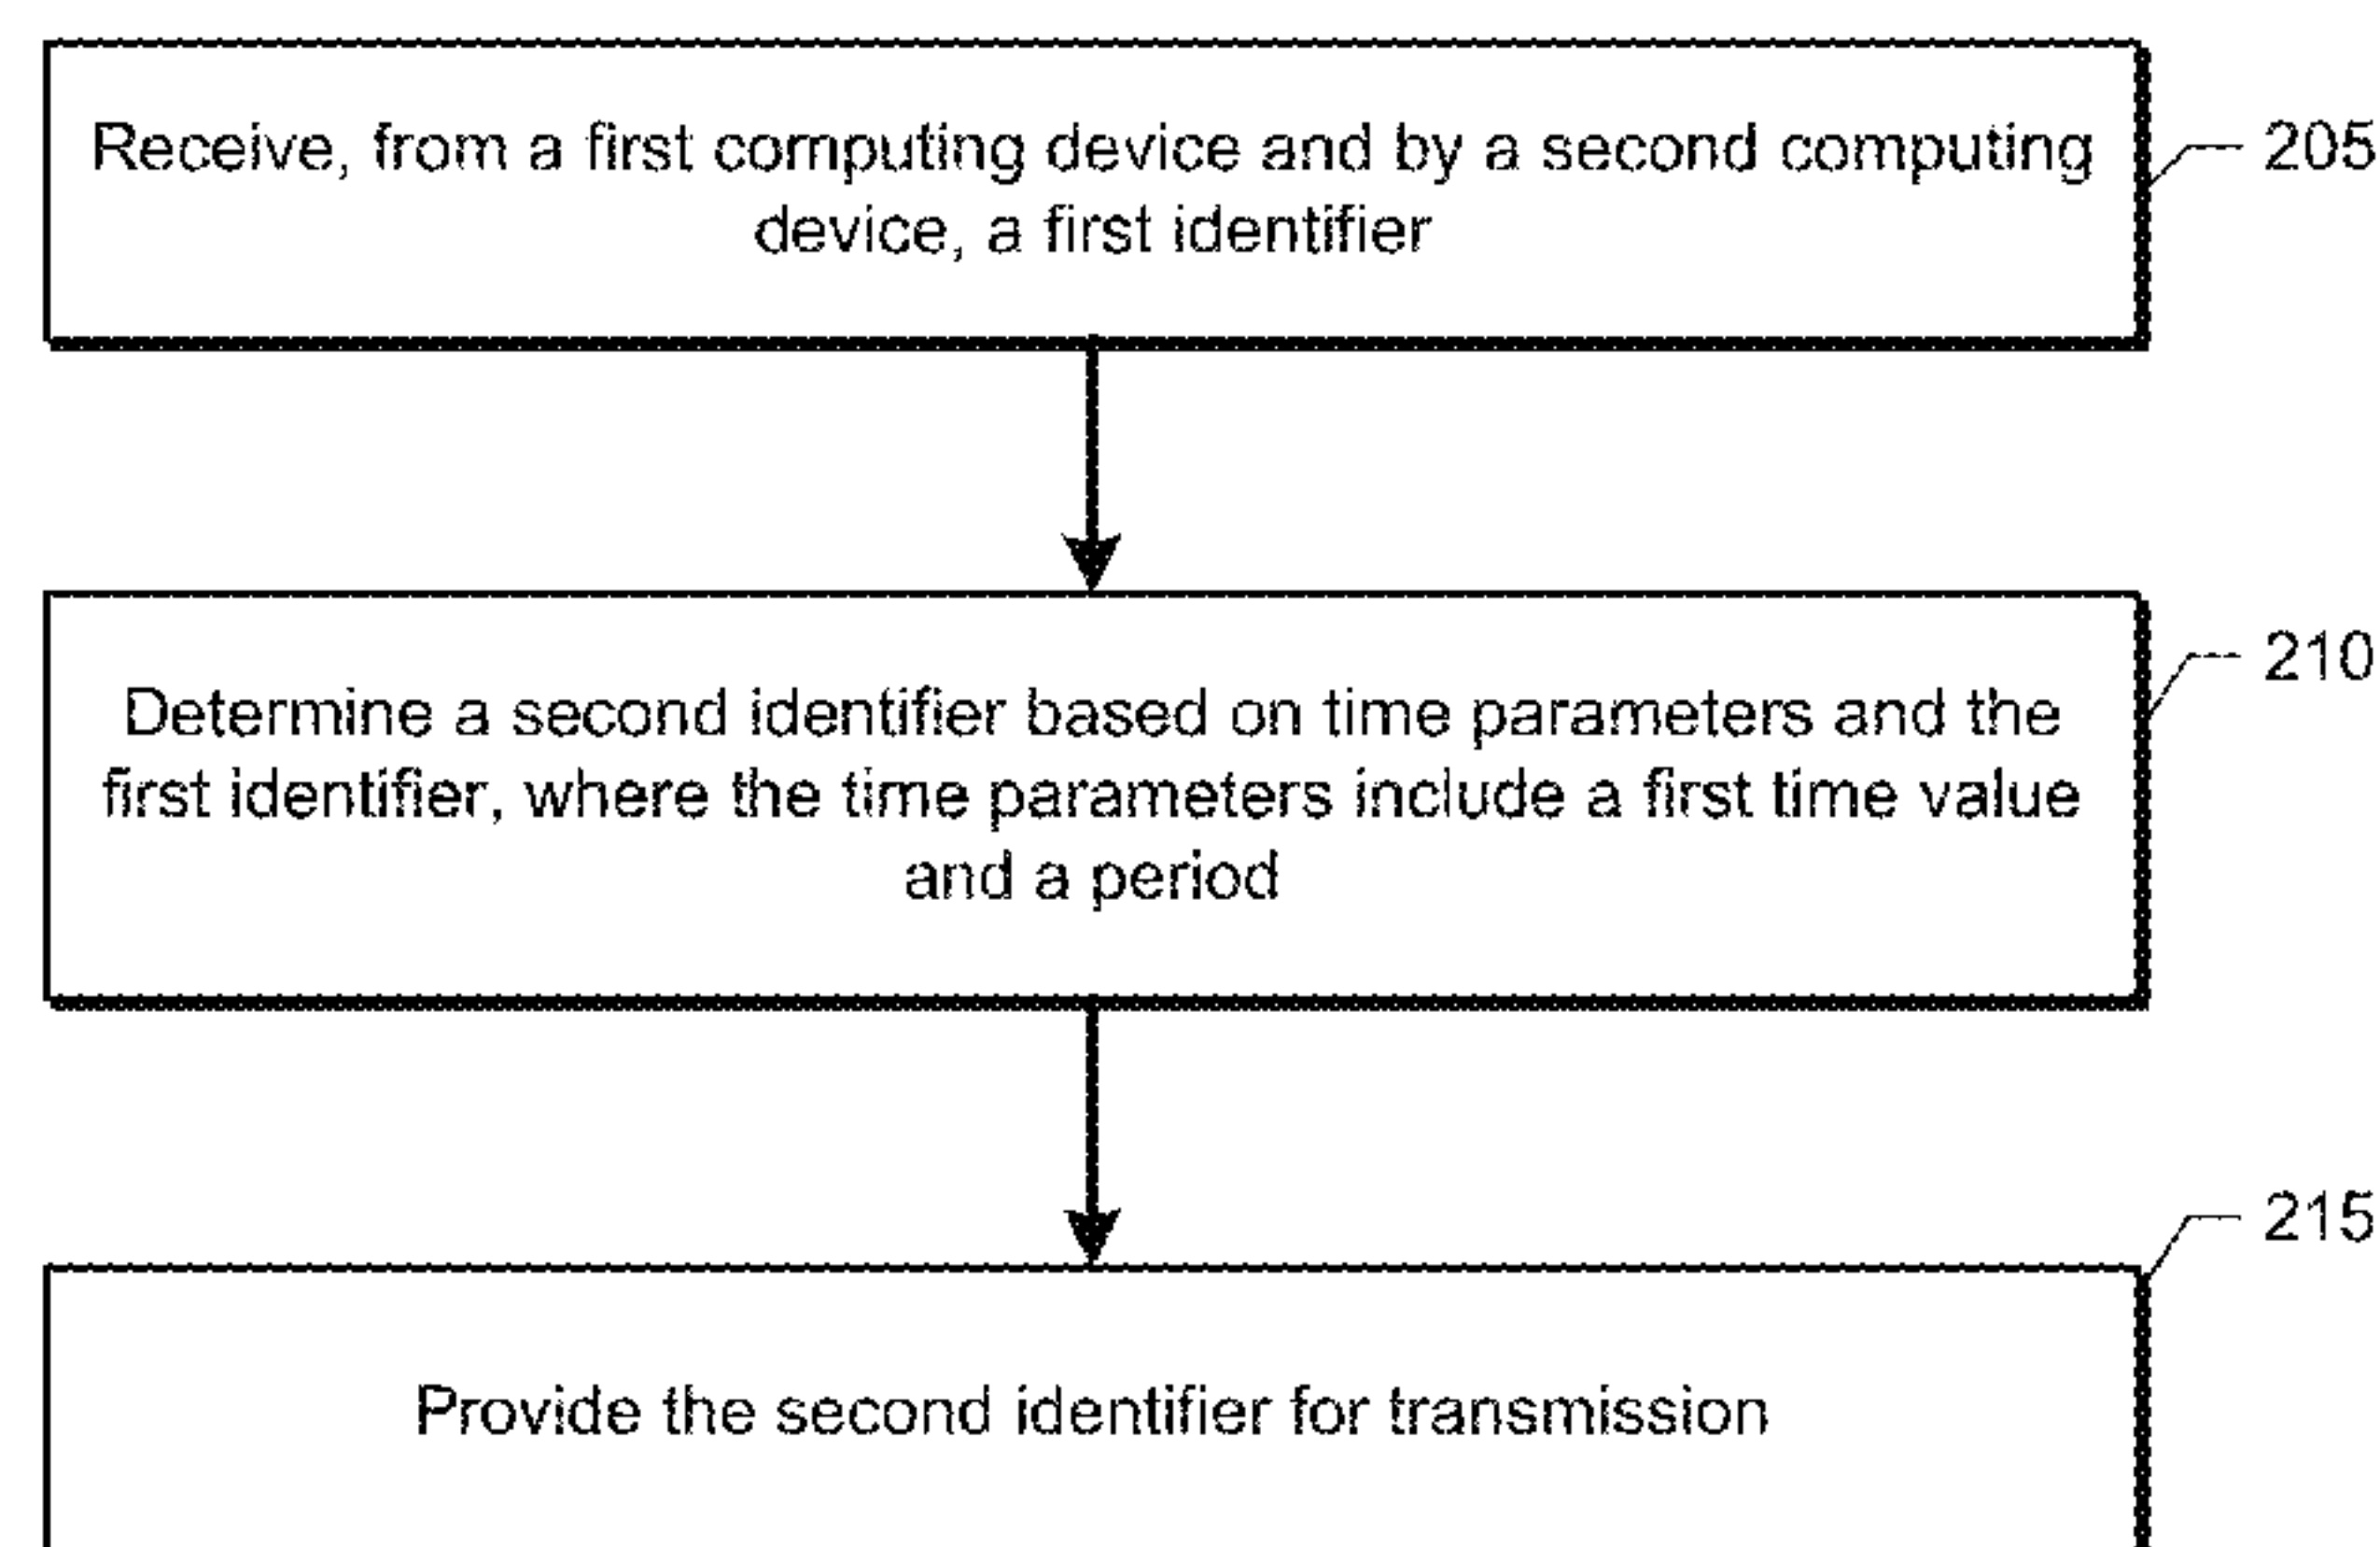 Receive, from a first computing device and by a second computing
device, a first identifier
205
Determine a second identifier based on time parameters and the
first identifier, where the time parameters include a first time value
and a period
210
Provide the second identifier for transmission
215